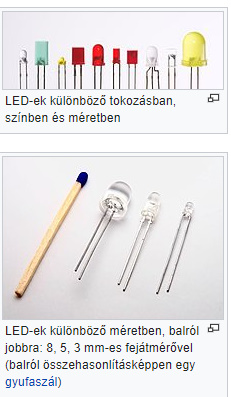 LED-ek különböző tokozásban,
színben és méretben
LED-ek különböző méretben, balról
jobbra: 8, 5, 3 mm-es fejátmérővel
(balról összehasonlításképpen egy
gyufaszál)